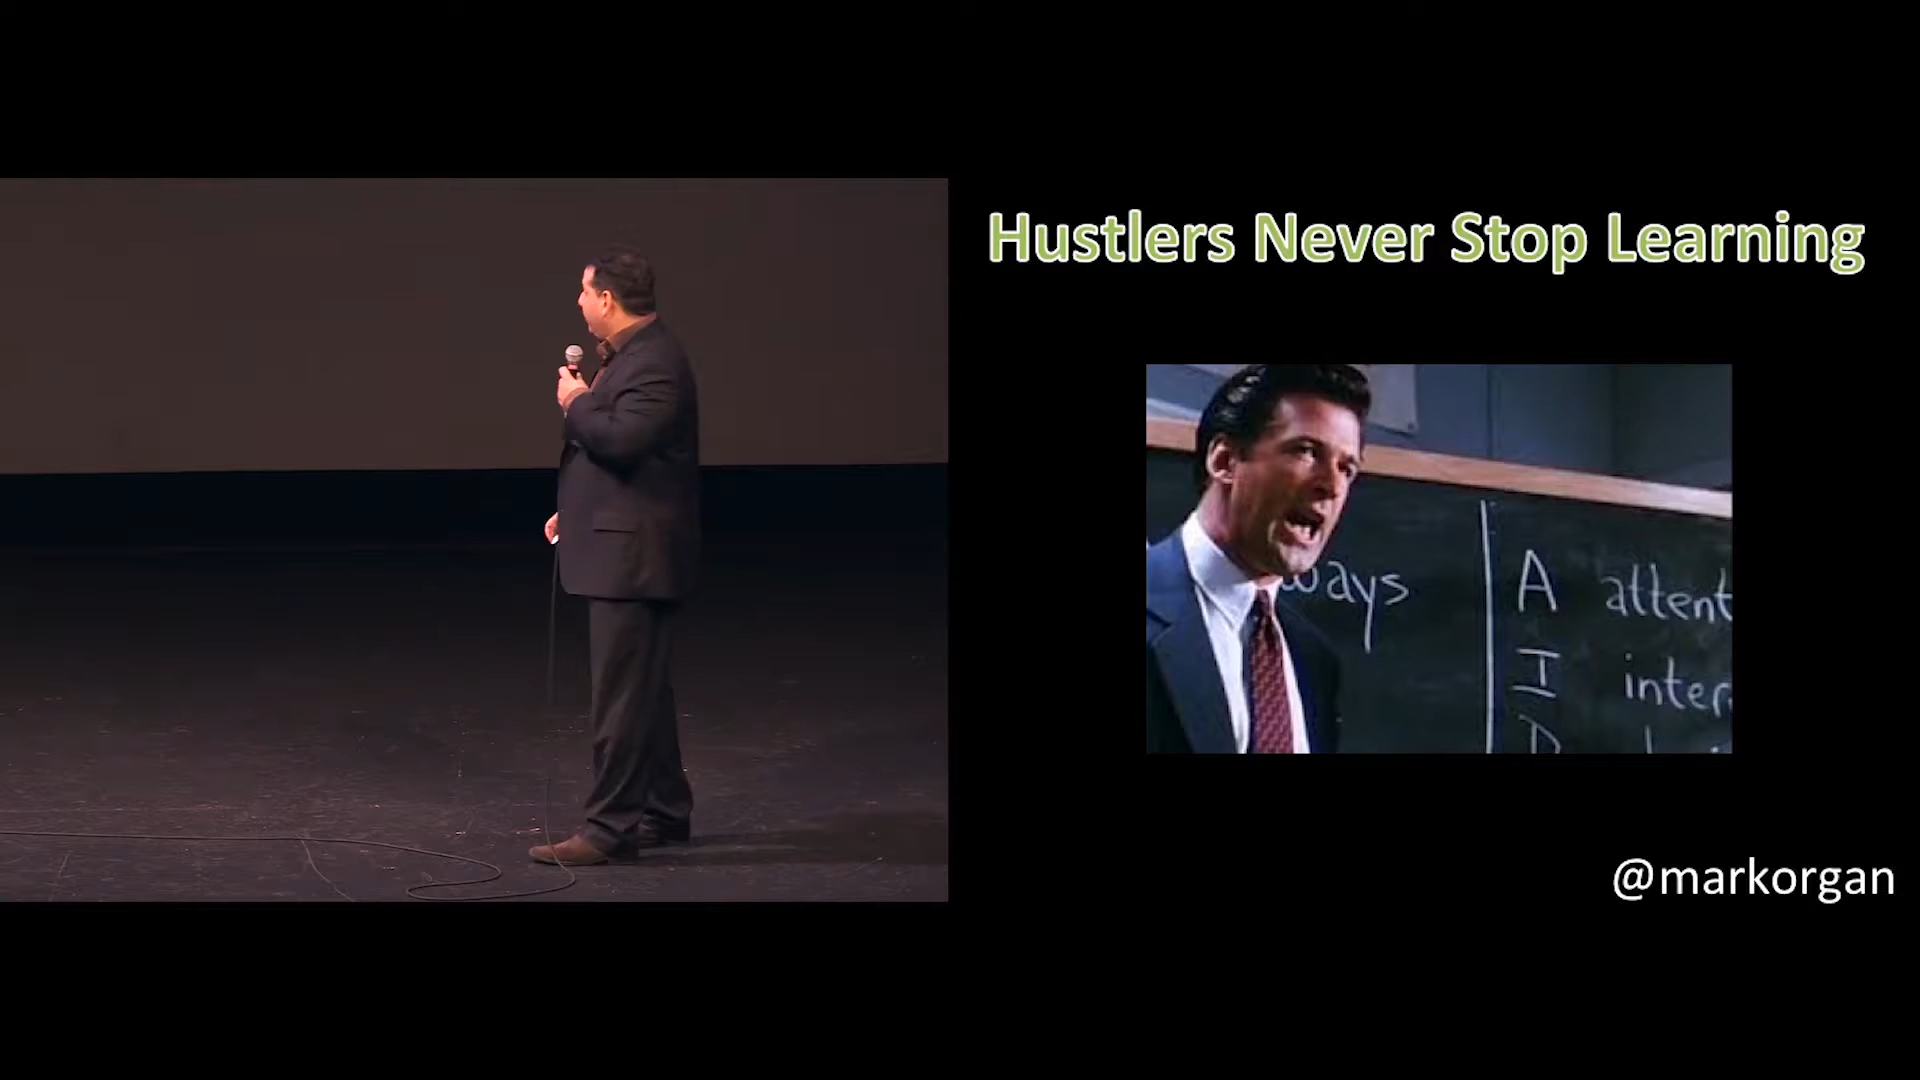 Hustlers Never Stop Learning
ways
A attent
I inter
D
@markorgan